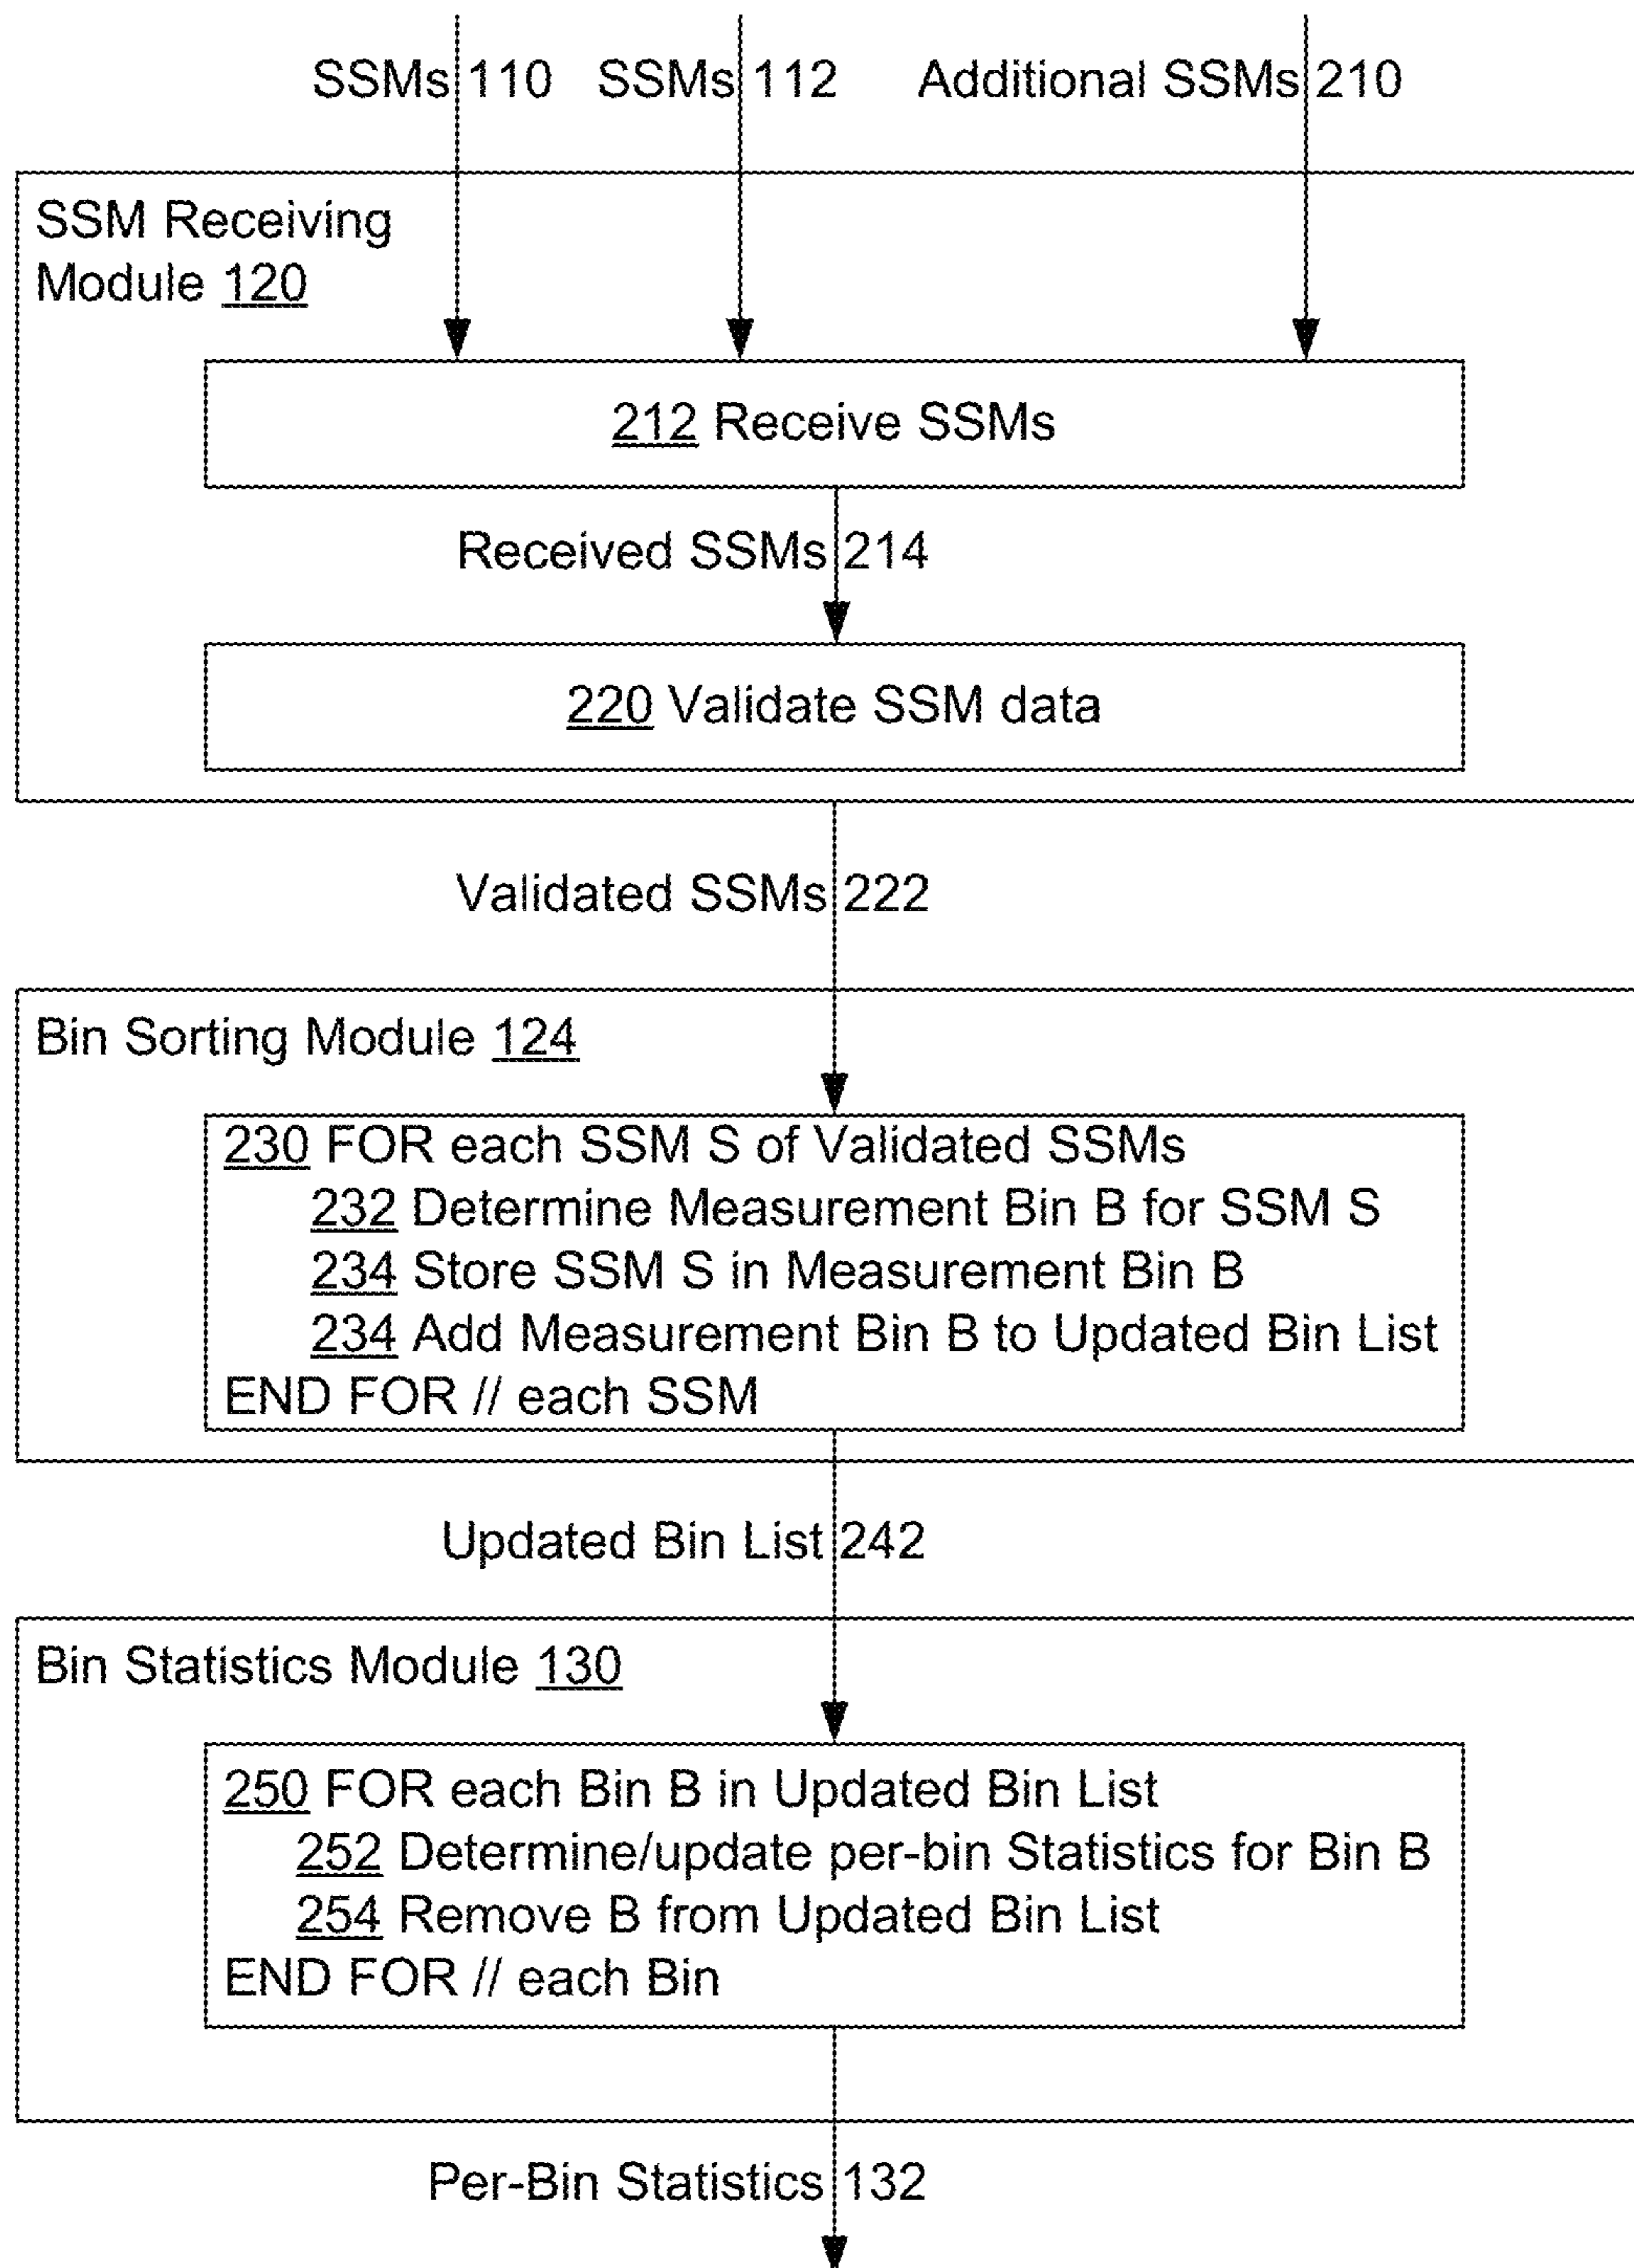 SSMs 110 SSMs 112 Additional SSMs 210
SSM Receiving
Module 120
212 Receive SSMs
Received SSMs 214
220 Validate SSM data
Validated SSMs 222
Bin Sorting Module 124
230 FOR each SSM S of Validated SSMs
232 Determine Measurement Bin B for SSM S
234 Store SSM S in Measurement Bin B
234 Add Measurement Bin B to Updated Bin List
END FOR // each SSM
Updated Bin List 242
Bin Statistics Module 130
250 FOR each Bin B in Updated Bin List
252 Determine/update per-bin Statistics for Bin B
254 Remove B from Updated Bin List
END FOR // each Bin
Per-Bin Statistics 132